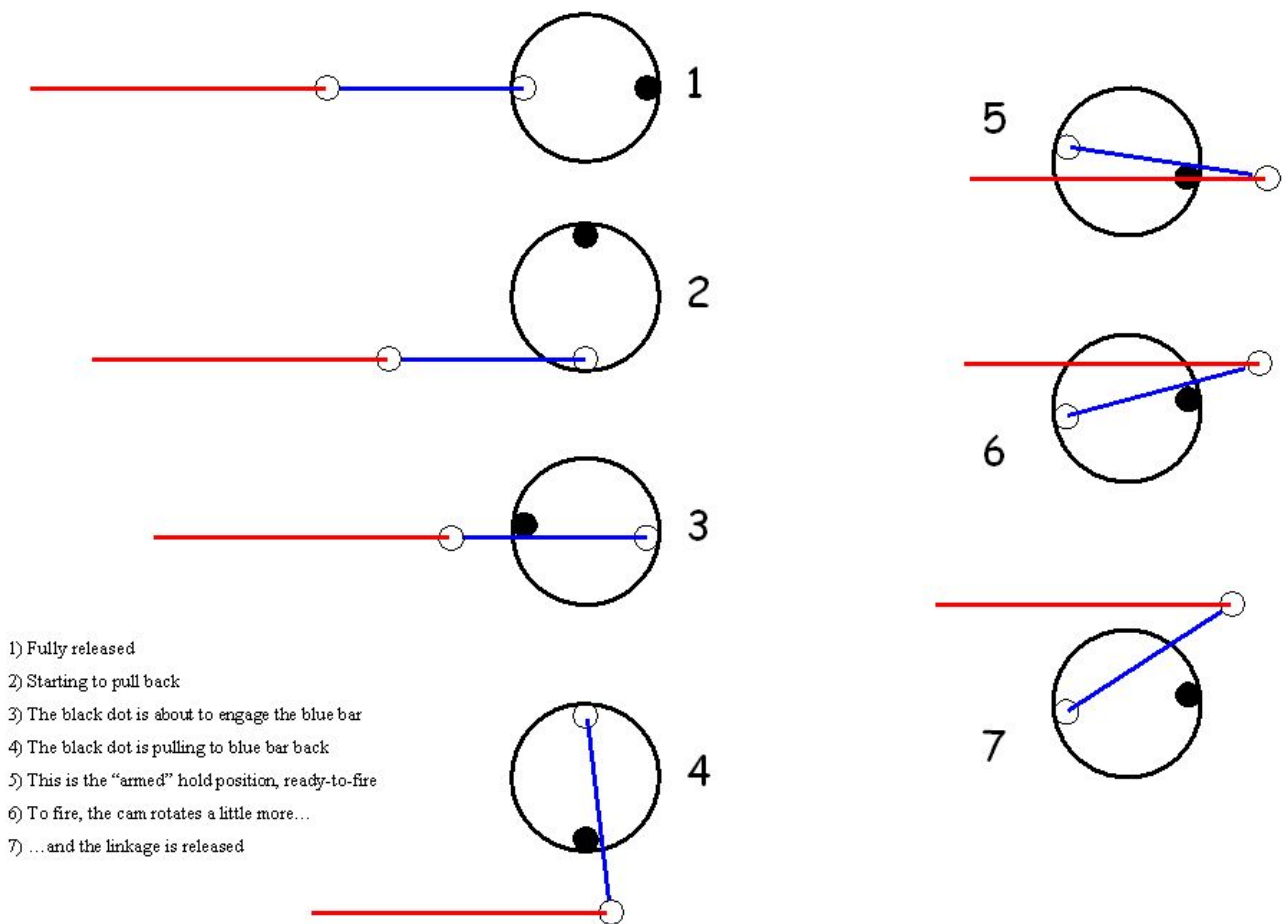 1
2
3
4
5
6
7
1) Fully released
2) Starting to pull back
3) The black dot is about to engage the blue bar
4) The black dot is pulling to blue bar back
5) This is the “armed” hold position, ready-to-fire
6) To fire, the cam rotates a little more…
7) …and the linkage is released